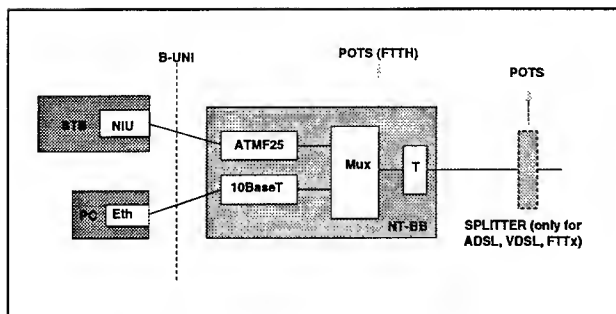 B-UNI
POTS (FTTH)
POTS
STB
NIU
ATMF25
Mux
T
10BaseT
PC
Eth
NT-BB
SPLITTER (only for
ADSL, VDSL, FTTx)